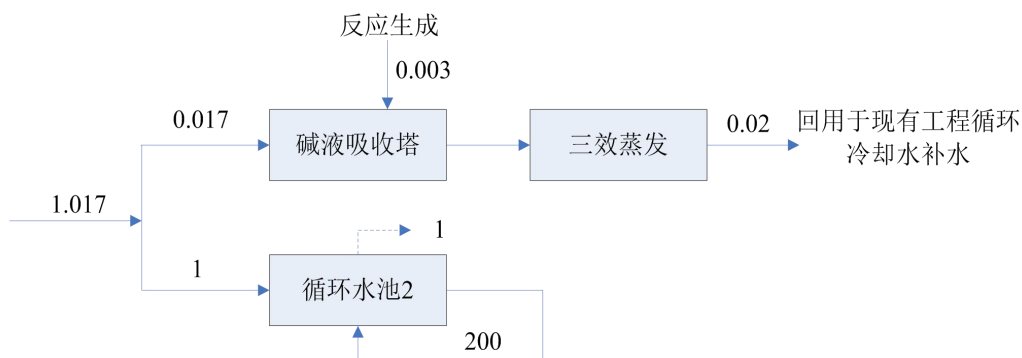 反应生成
0.003
0.017
碱液吸收塔
三效蒸发
0.02
回用于现有工程循环
冷却水补水
1.017
1
1
循环水池2
200